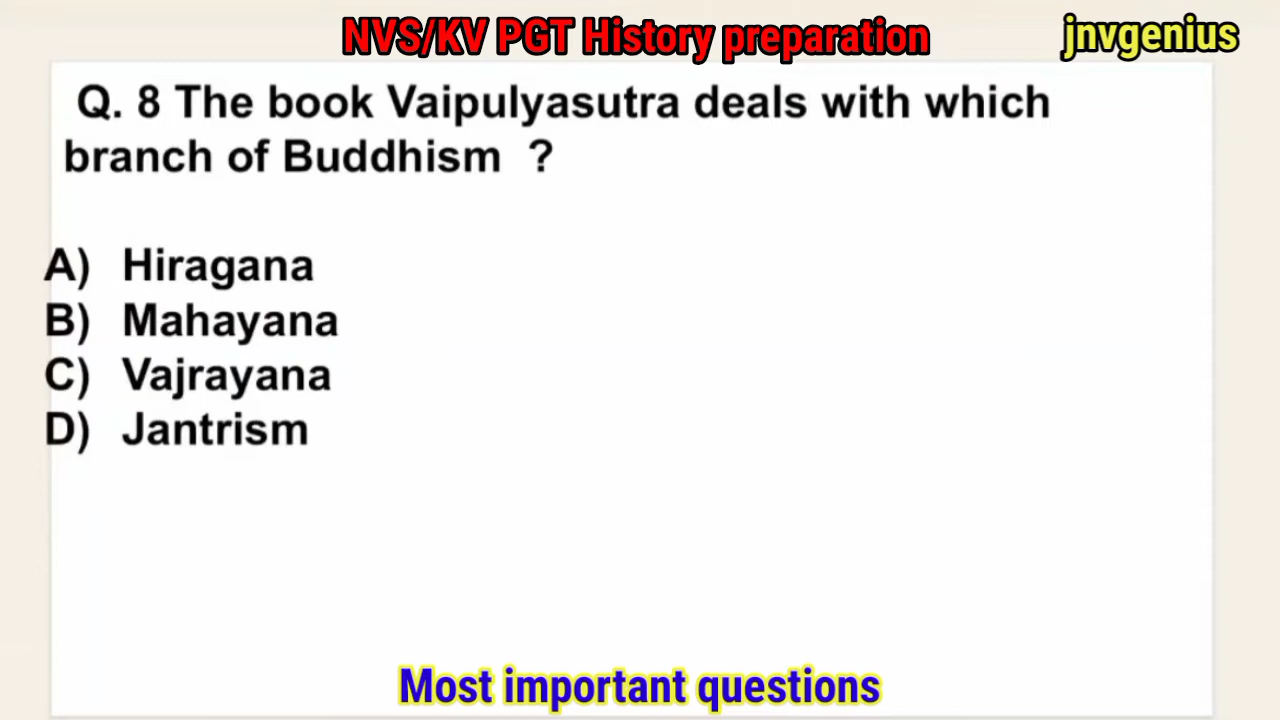 NVS/KV PGT History preparation
jnvgenius
Q. 8 The book Vaipulyasutra deals with which
branch of Buddhism ?
A) Hiragana
B) Mahayana
C) Vajrayana
D) Jantrism
Most important questions